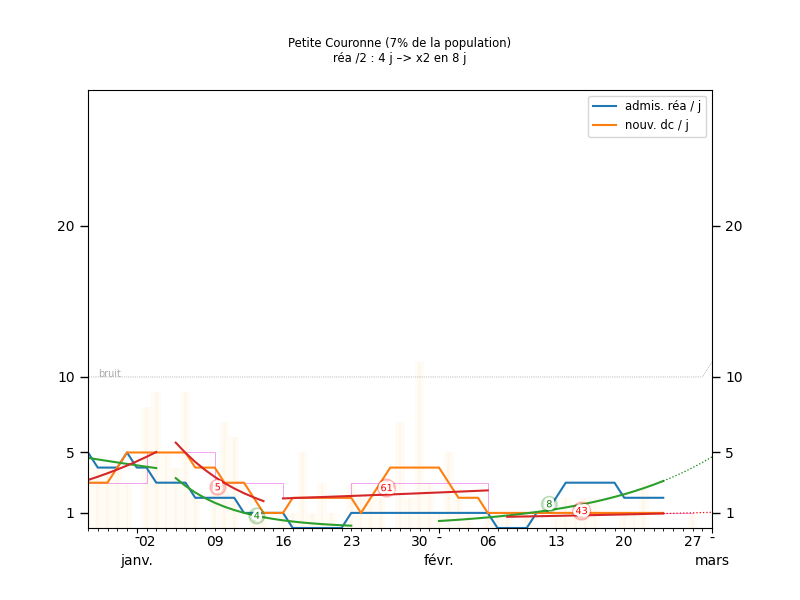 Petite Couronne (7% de la population)
réa /2 : 4 j –> x2 en 8 j
admis. réa / j
nouv. dc / j
20
20
10
bruit
10
5
5
5
61
8
4
43
1
1
02
09
16
23
30
06
13
20
27
janv.
févr.
mars